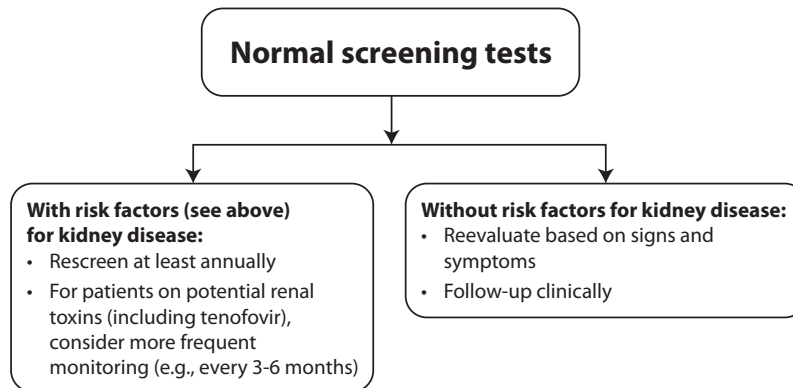 Normal screening tests
With risk factors (see above)
for kidney disease:
• Rescreen at least annually
• For patients on potential renal
toxins (including tenofovir),
consider more frequent
monitoring (e.g., every 3-6 months)
Without risk factors for kidney disease:
• Reevaluate based on signs and
symptoms
• Follow-up clinically